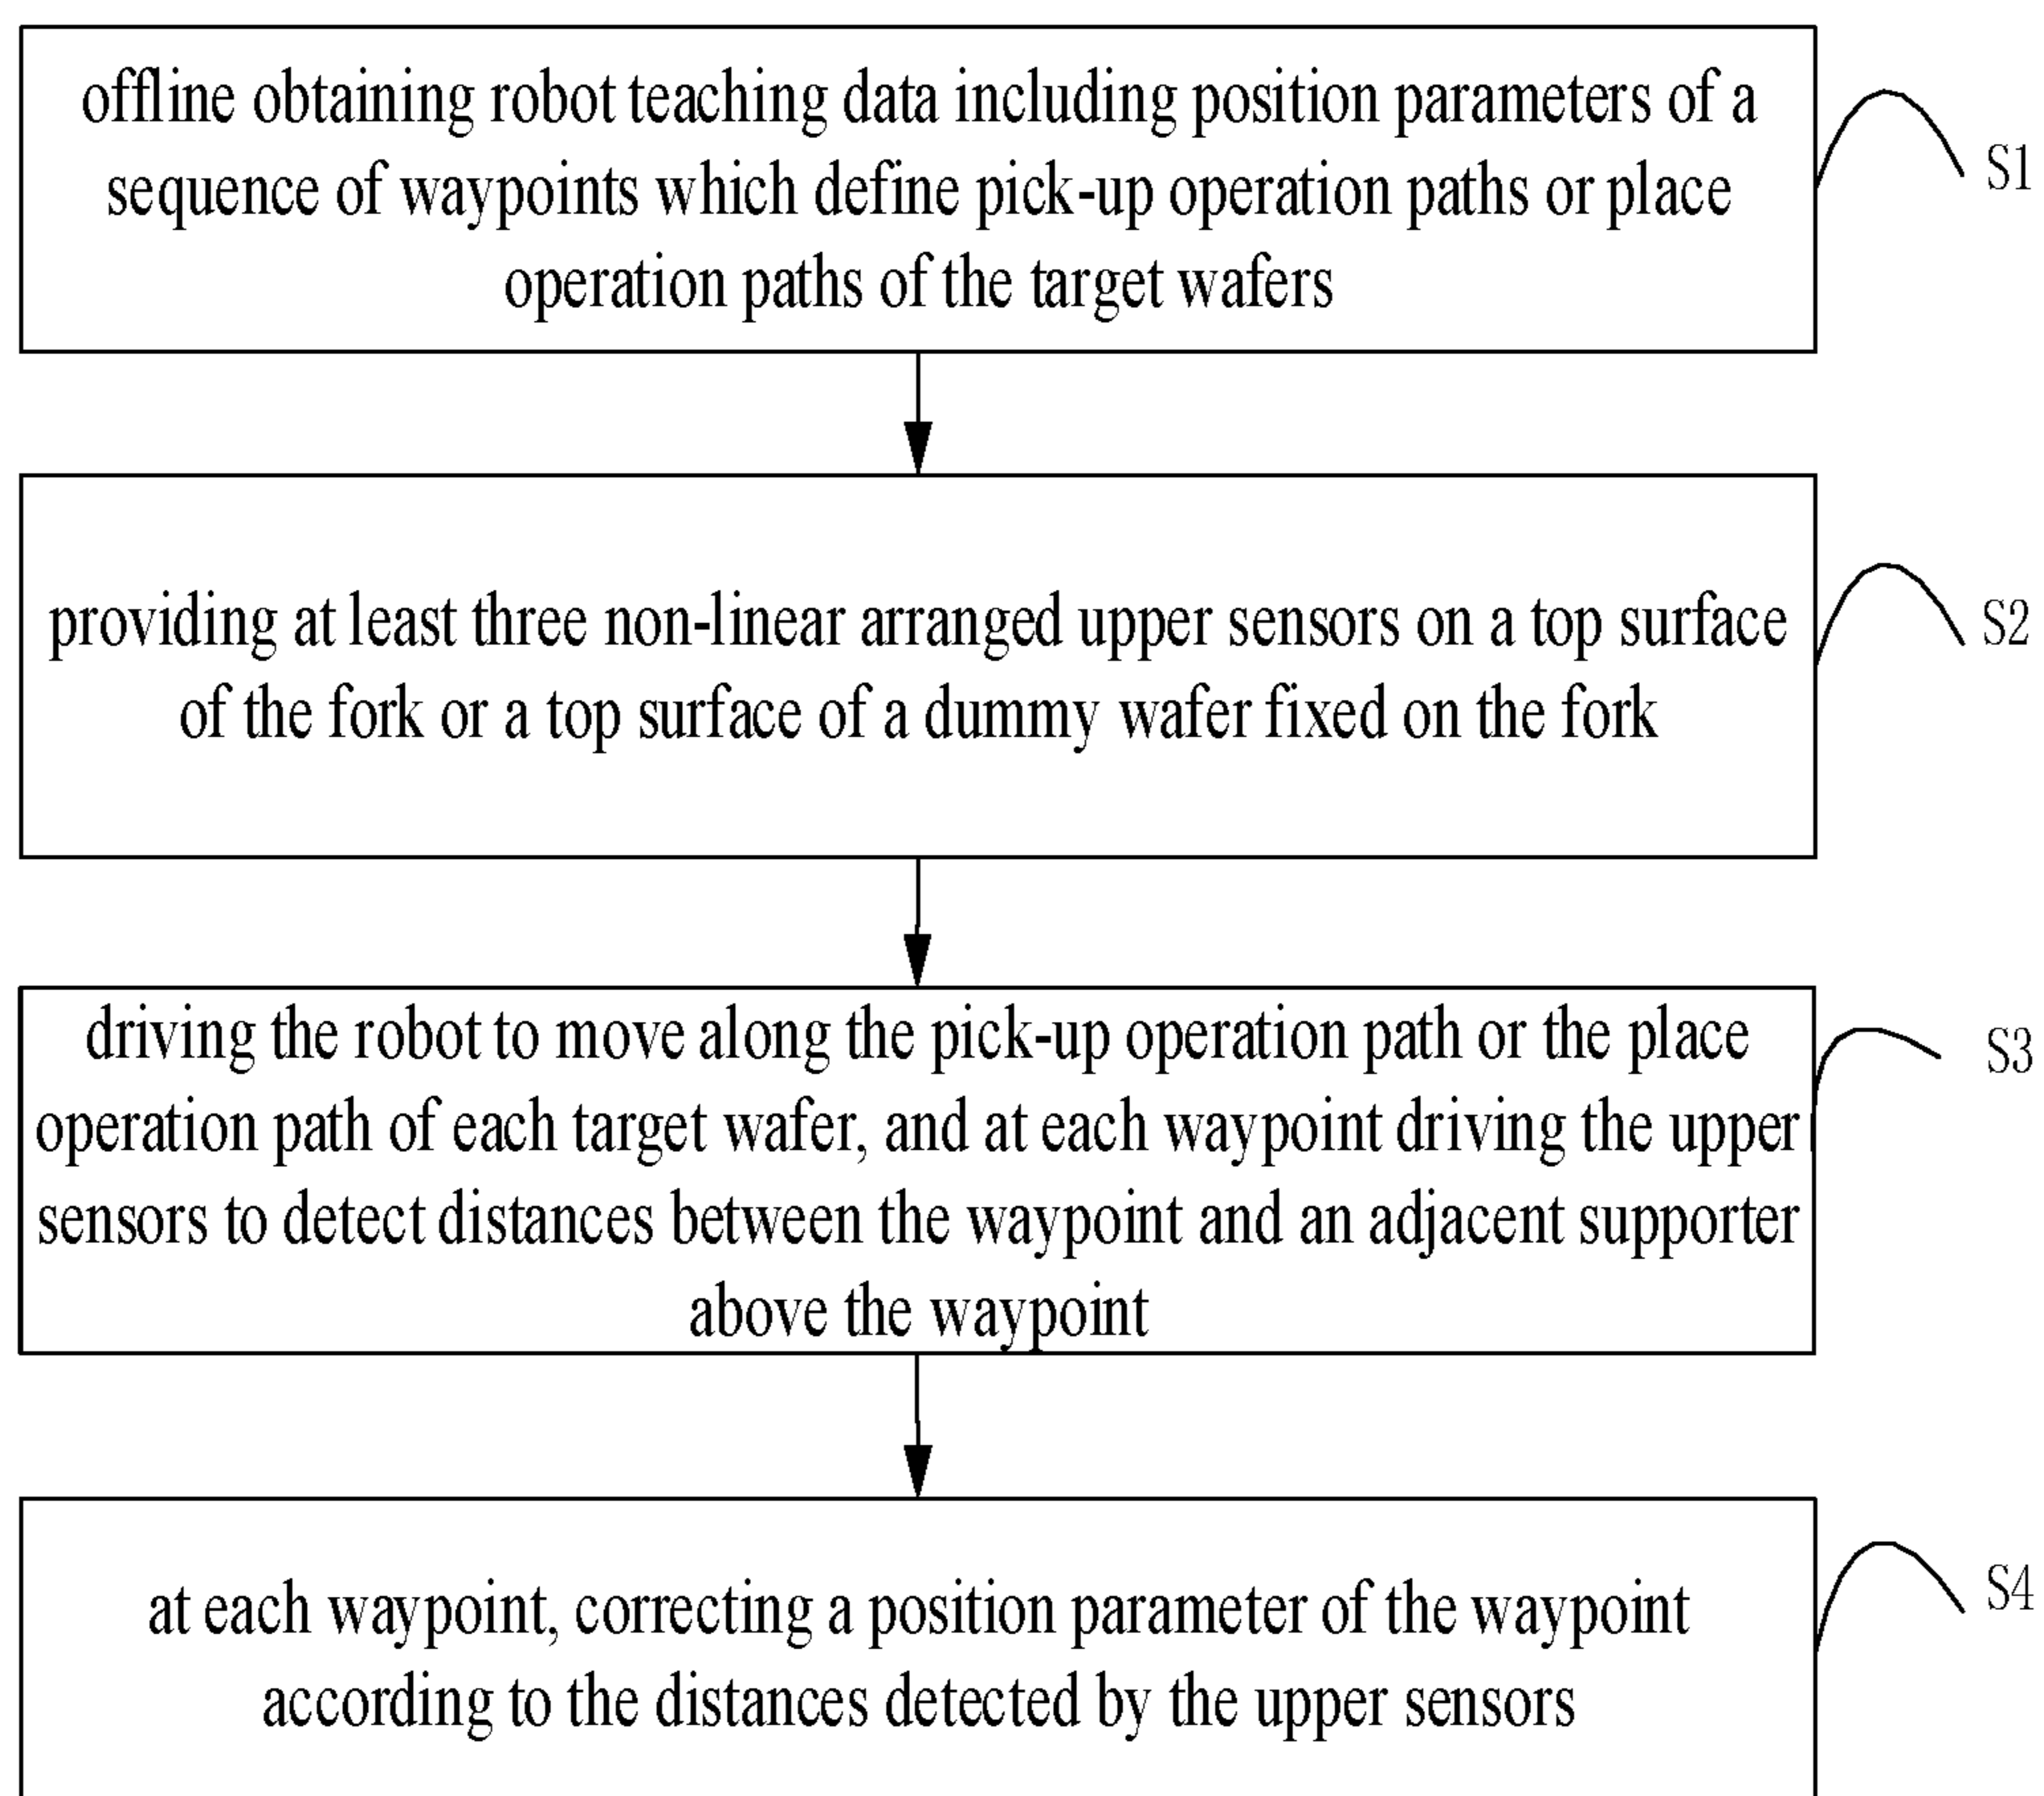 offline obtaining robot teaching data including position parameters of a
sequence of waypoints which define pick-up operation paths or place
operation paths of the target wafers
S1
providing at least three non-linear arranged upper sensors on a top surface
of the fork or a top surface of a dummy wafer fixed on the fork
S2
driving the robot to move along the pick-up operation path or the place
operation path of each target wafer, and at each waypoint driving the upper
sensors to detect distances between the waypoint and an adjacent supporter
above the waypoint
S3
at each waypoint, correcting a position parameter of the waypoint
according to the distances detected by the upper sensors
S4